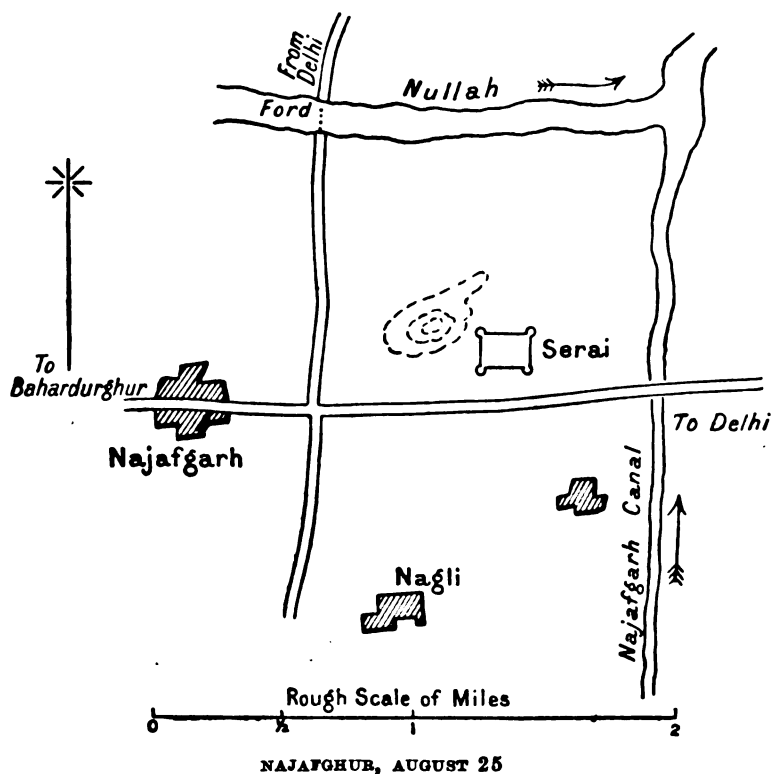 From
Delhi
Nullah
Ford
Serai
To
Bahardurghur
To Delhi
Najafgarh
Najafgarh Canal
Nagli
Rough Scale of Miles
0 ½ 1 2
NAJAFGHUR, AUGUST 25